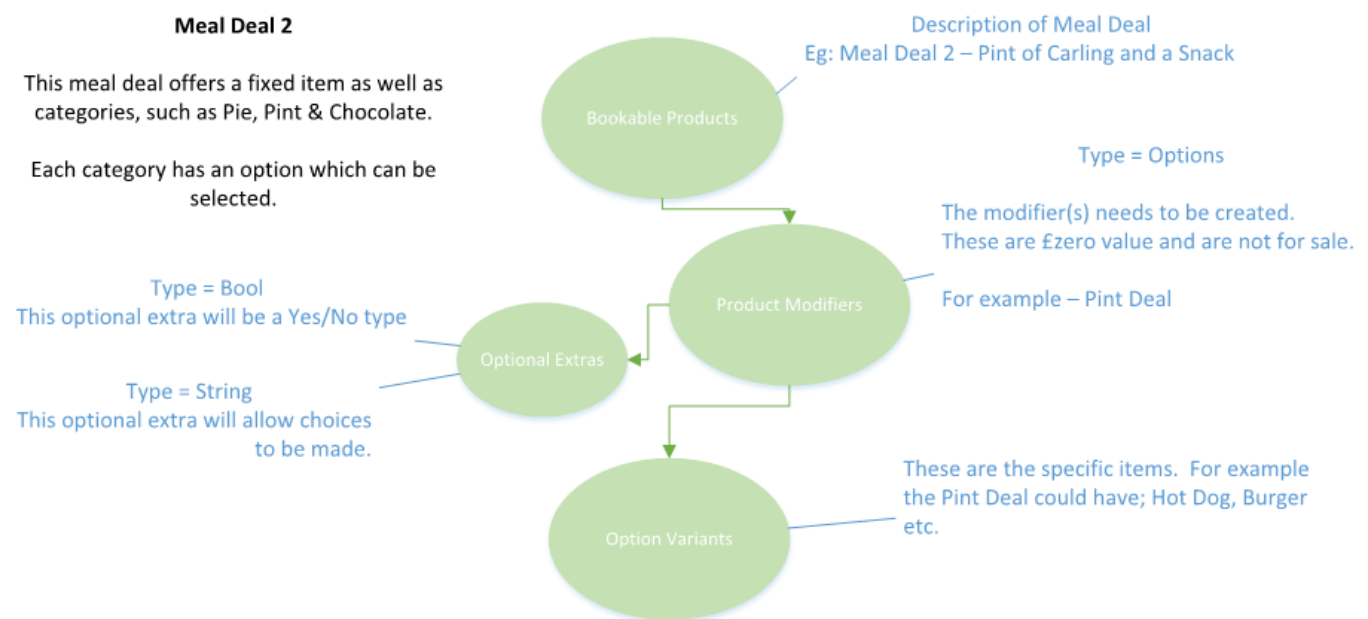 Meal Deal 2
This meal deal offers a fixed item as well as
categories, such as Pie, Pint & Chocolate.
Each category has an option which can be
selected.
Description of Meal Deal
Eg: Meal Deal 2 – Pint of Carling and a Snack
Bookable Products
Type = Options
The modifier(s) needs to be created.
These are £zero value and are not for sale.
For example – Pint Deal
Product Modifiers
Type = Bool
This optional extra will be a Yes/No type
Optional Extras
Type = String
This optional extra will allow choices
to be made.
These are the specific items.  For example
the Pint Deal could have; Hot Dog, Burger
etc.
Option Variants